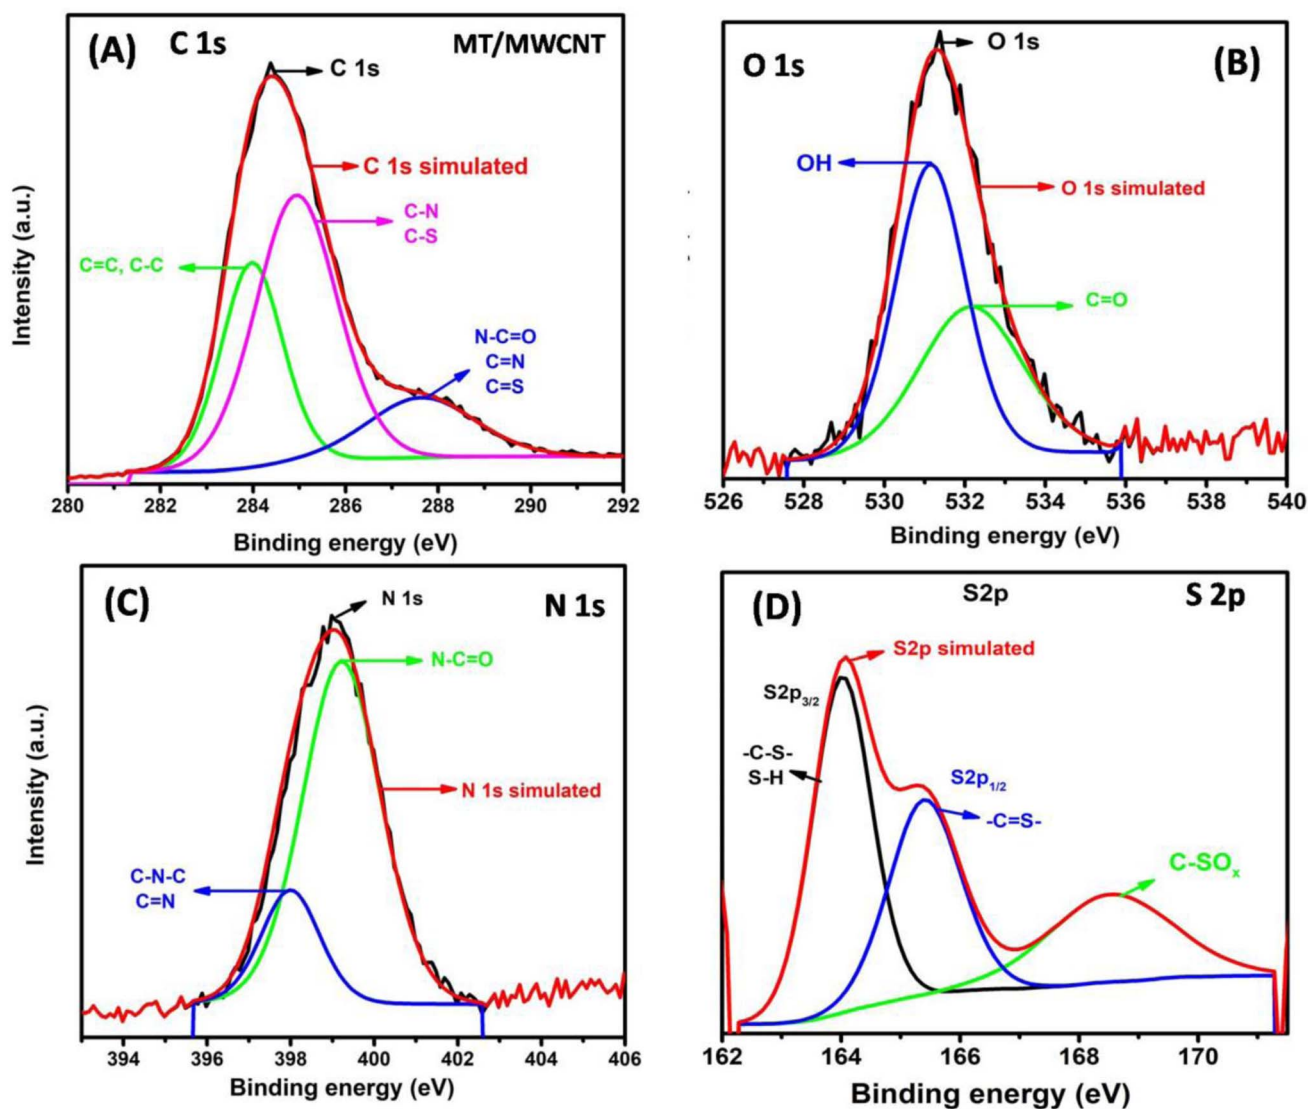 (A) C 1s MT/MWCNT
C 1s
C 1s simulated
C-N
C-S
C=C, C-C
N-C=O
C=N
C=S
Intensity (a.u.)
280 282 284 286 288 290 292
Binding energy (eV)
O 1s (B)
O 1s
OH
O 1s simulated
C=O
526 528 530 532 534 536 538 540
Binding energy (eV)
(C) N 1s
N 1s
N-C=O
N 1s simulated
C-N-C
C=N
Intensity (a.u.)
394 396 398 400 402 404 406
Binding energy (eV)
(D) S2p S 2p
S2p simulated
S2p3/2
-C-S-
S-H
S2p1/2
-C=S-
C-SOx
162 164 166 168 170
Binding energy (eV)